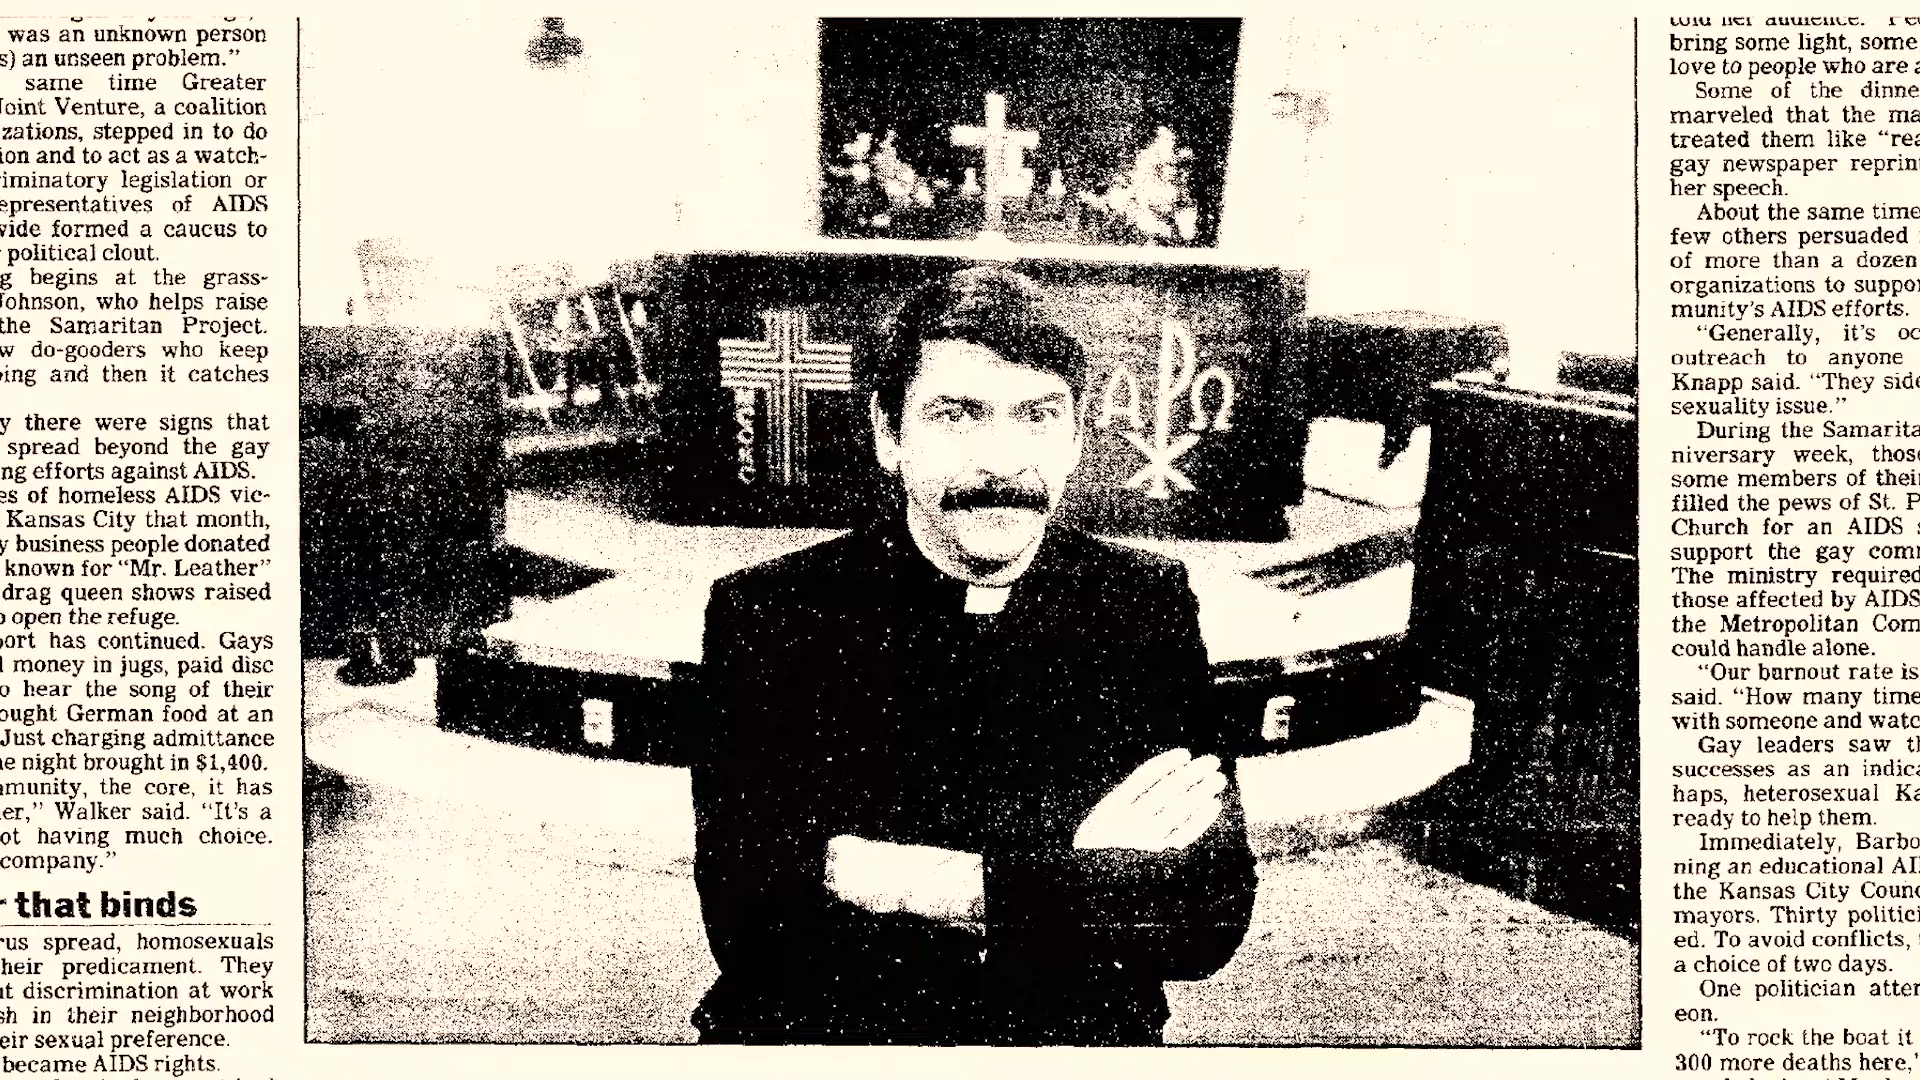 was an unknown person
s) an unseen problem.”
same time Greater
Joint Venture, a coalition
zations, stepped in to do
ion and to act as a watch-
riminatory legislation or
epresentatives of AIDS
wide formed a caucus to
political clout.
g begins at the grass-
Johnson, who helps raise
the Samaritan Project.
w do-gooders who keep
ing and then it catches
y there were signs that
spread beyond the gay
ng efforts against AIDS.
es of homeless AIDS vic-
Kansas City that month,
y business people donated
known for “Mr. Leather”
drag queen shows raised
o open the refuge.
port has continued. Gays
l money in jugs, paid disc
o hear the song of their
ought German food at an
Just charging admittance
ne night brought in $1,400.
mmunity, the core, it has
er,” Walker said. “It’s a
ot having much choice.
company.”
r that binds
rus spread, homosexuals
heir predicament. They
ut discrimination at work
sh in their neighborhood
eir sexual preference.
became AIDS rights.
Α Ρ Ω
told her audience.
bring some light, some
love to people who are a
Some of the dinne
marveled that the ma
treated them like “rea
gay newspaper reprin
her speech.
About the same time
few others persuaded
of more than a dozen
organizations to suppor
munity’s AIDS efforts.
“Generally, it’s oc
outreach to anyone
Knapp said. “They side
sexuality issue.”
During the Samarita
niversary week, those
some members of their
filled the pews of St. P
Church for an AIDS s
support the gay comm
The ministry required
those affected by AIDS
the Metropolitan Com
could handle alone.
“Our burnout rate is
said. “How many time
with someone and watc
Gay leaders saw th
successes as an indica
haps, heterosexual Ka
ready to help them.
Immediately, Barbo
ning an educational AI
the Kansas City Counc
mayors. Thirty politici
ed. To avoid conflicts,
a choice of two days.
One politician atten
eon.
“To rock the boat it
300 more deaths here,’